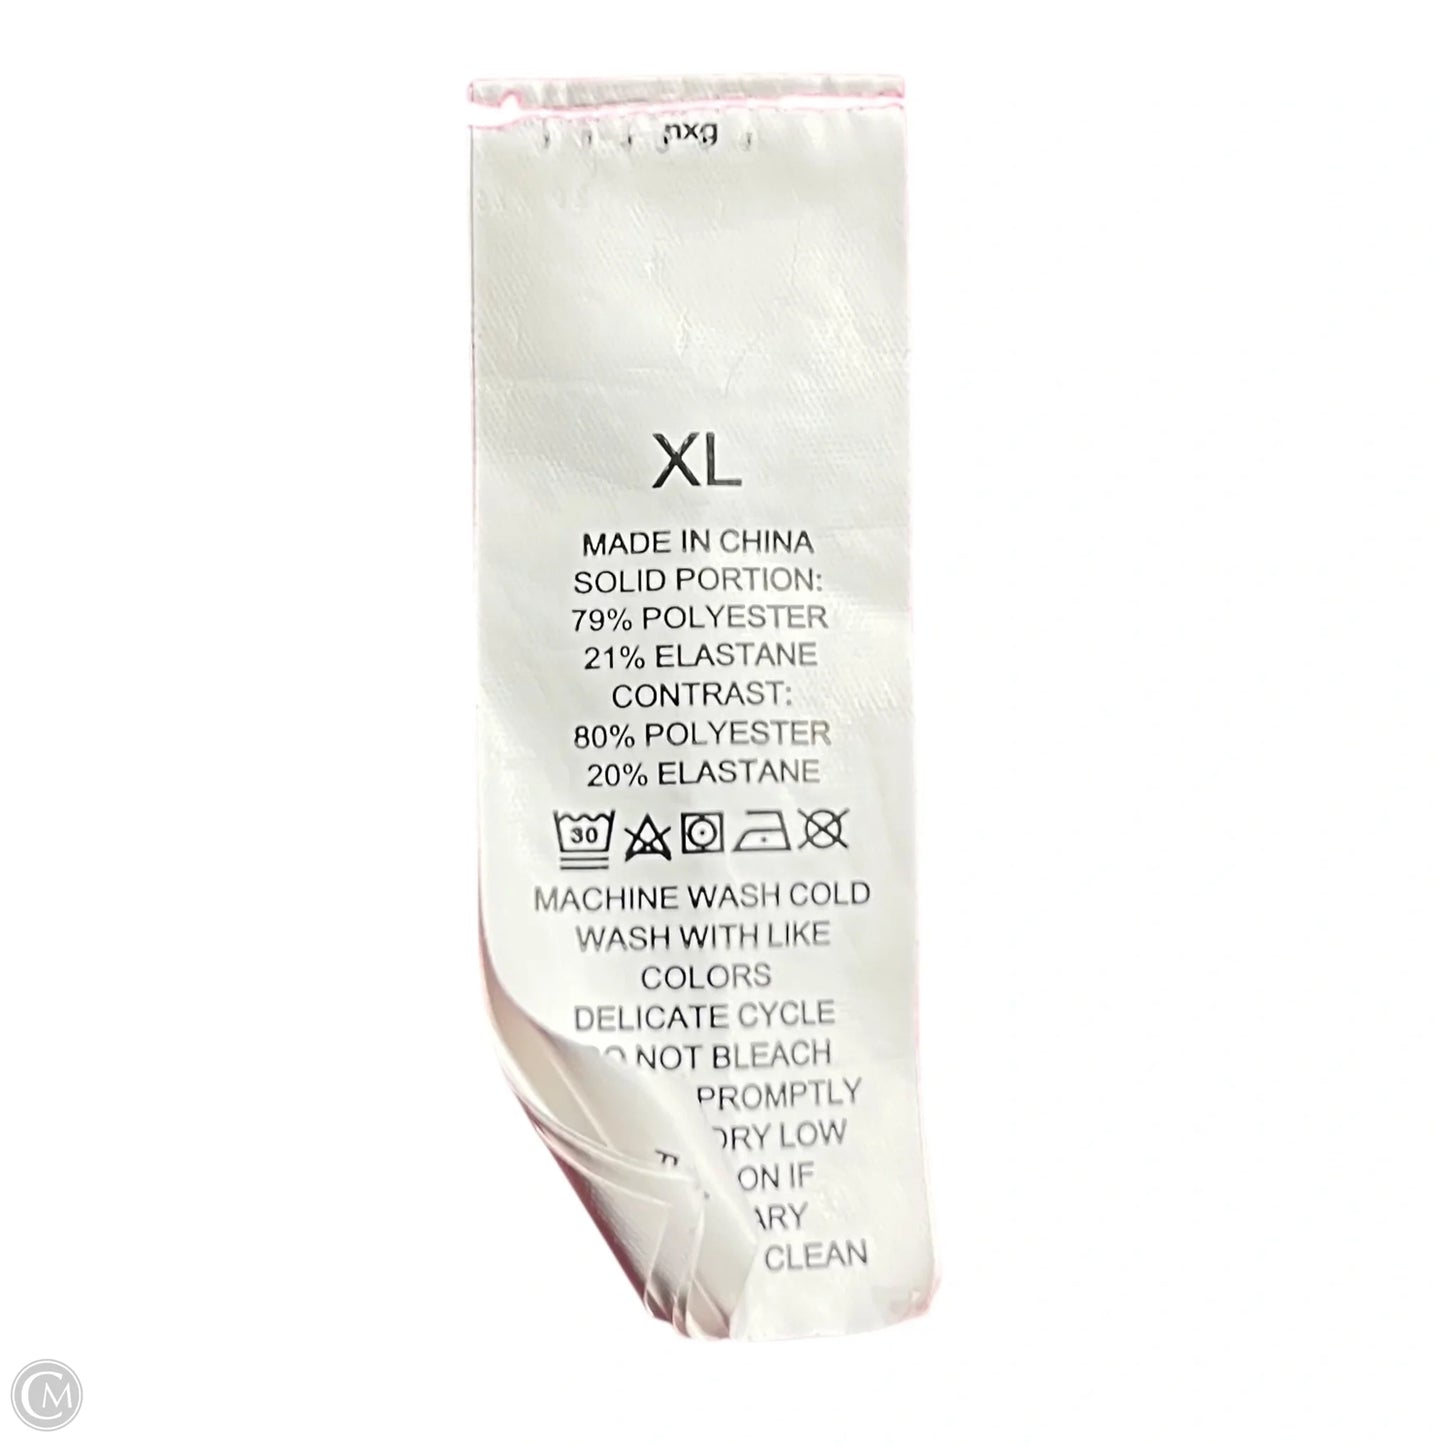 XL
MADE IN CHINA
SOLID PORTION:
79% POLYESTER
21% ELASTANE
CONTRAST:
80% POLYESTER
20% ELASTANE
30
MACHINE WASH COLD
WASH WITH LIKE
COLORS
DELICATE CYCLE
NOT BLEACH
PROMPTLY
DRY LOW
ON IF
CLEAN
CM